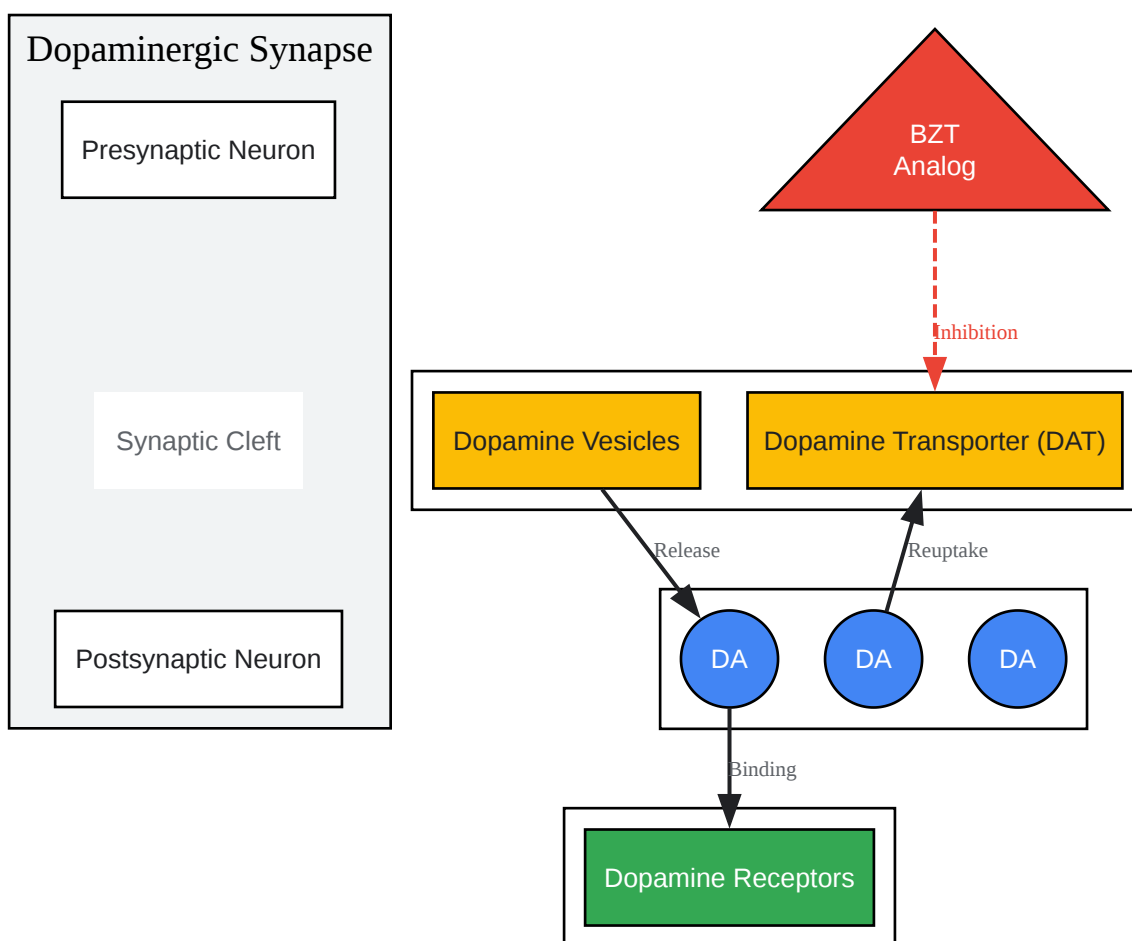 Dopaminergic Synapse
Presynaptic Neuron
BZT
Analog
Inhibition
Synaptic Cleft
Dopamine Vesicles
Dopamine Transporter (DAT)
Release
Reuptake
Postsynaptic Neuron
DA
DA
DA
Binding
Dopamine Receptors